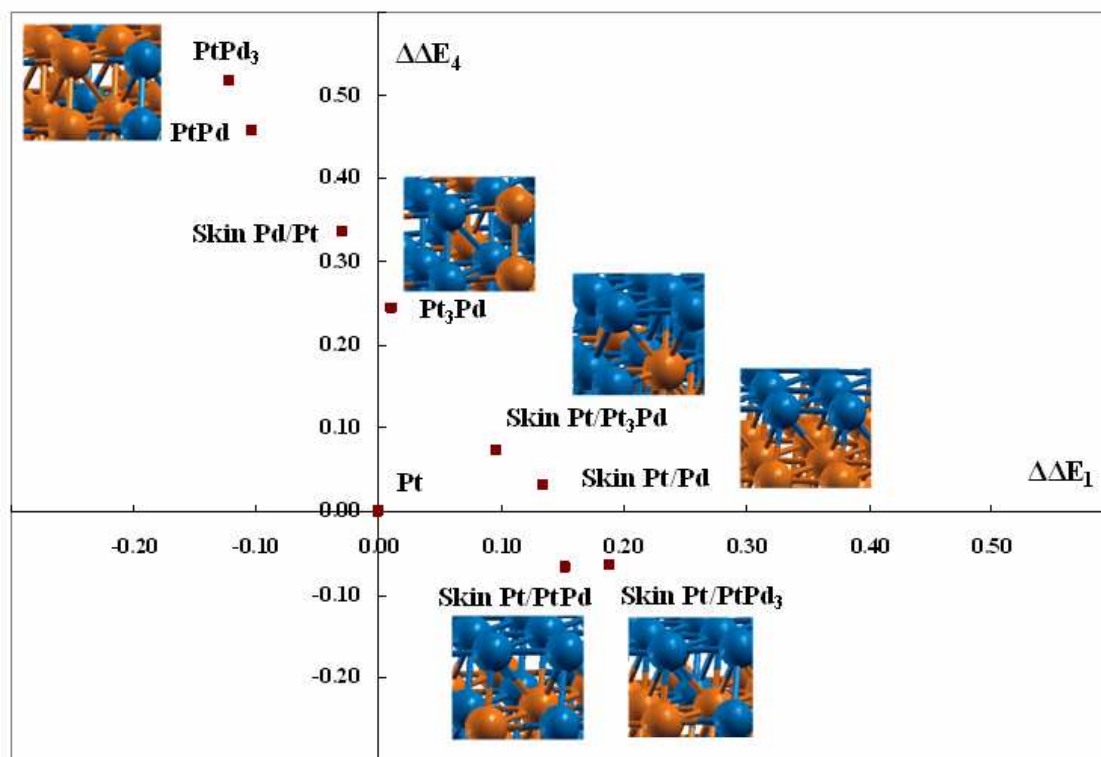 PtPd₃
ΔΔE₄
0.50
PtPd
0.40
Skin Pd/Pt
0.30
Pt₃Pd
0.20
0.10
Skin Pt/Pt₃Pd
Pt
Skin Pt/Pd
ΔΔE₁
0.00
-0.20 -0.10 0.00 0.10 0.20 0.30 0.40 0.50
-0.10
Skin Pt/PtPd Skin Pt/PtPd₃
-0.20